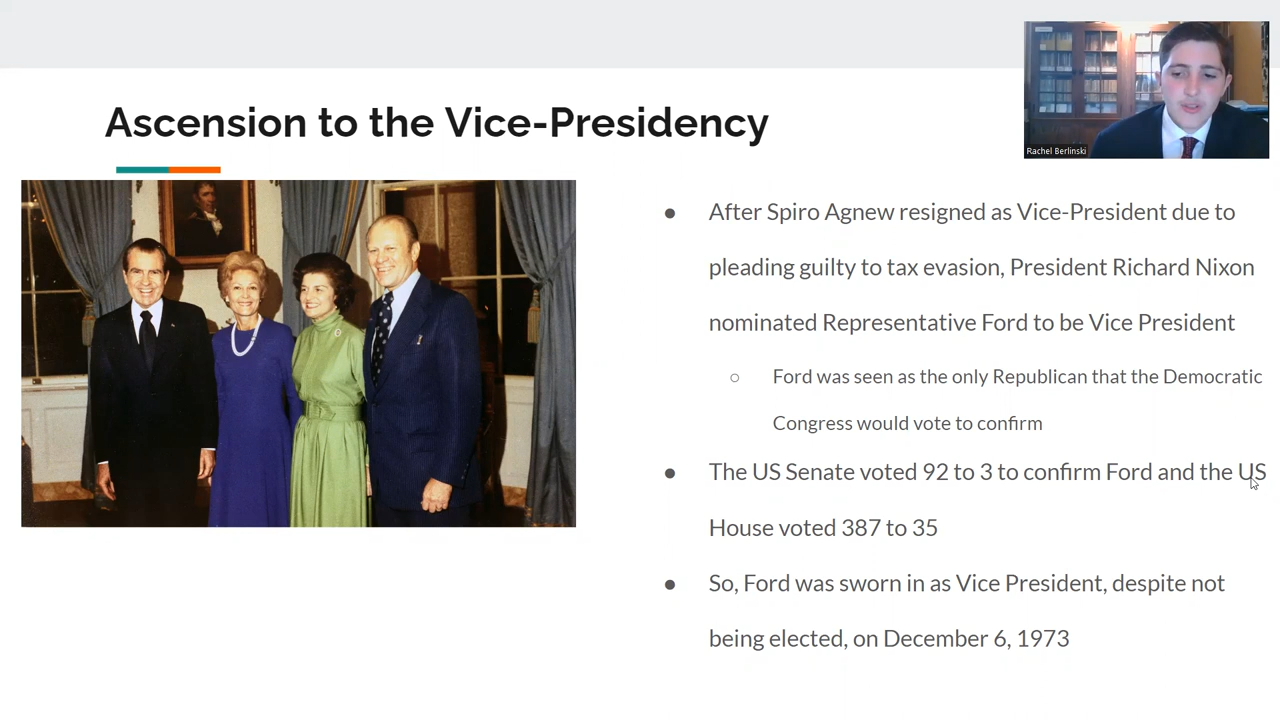 Ascension to the Vice-Presidency
Rachel Berlinski
● After Spiro Agnew resigned as Vice-President due to
pleading guilty to tax evasion, President Richard Nixon
nominated Representative Ford to be Vice President
○ Ford was seen as the only Republican that the Democratic
Congress would vote to confirm
● The US Senate voted 92 to 3 to confirm Ford and the US
House voted 387 to 35
● So, Ford was sworn in as Vice President, despite not
being elected, on December 6, 1973